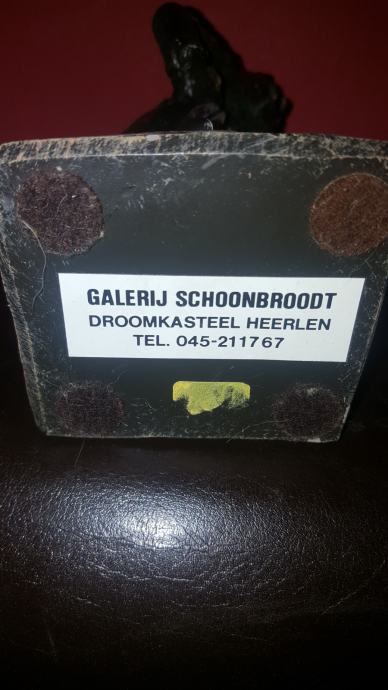 GALERIJ SCHOONBROODT
DROOMKASTEEL HEERLEN
TEL. 045-211767